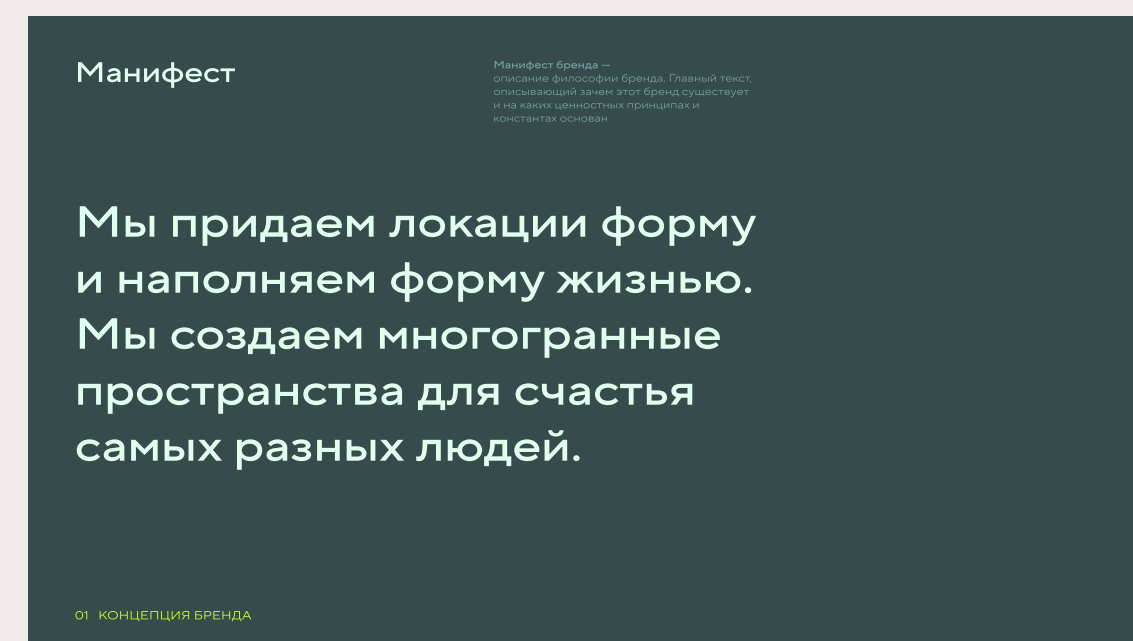 Манифест
Манифест бренда —
описание философии бренда. Главный текст,
описывающий зачем этот бренд существует
и на каких ценностных принципах и
константах основан
Мы придаем локации форму
и наполняем форму жизнью.
Мы создаем многогранные
пространства для счастья
самых разных людей.
01 КОНЦЕПЦИЯ БРЕНДА